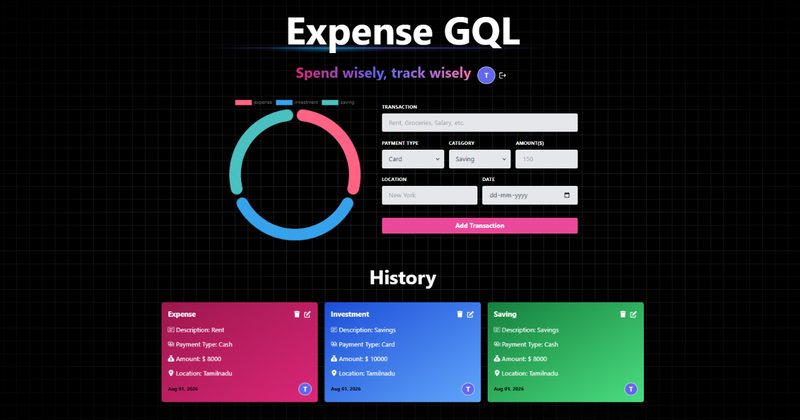 Expense GQL
Spend wisely, track wisely T
expense investment saving
TRANSACTION
Rent, Groceries, Salary, etc.
PAYMENT TYPE CATEGORY AMOUNT($)
Card Saving 150
LOCATION DATE
New York dd-mm-yyyy
Add Transaction
History
Expense
Description: Rent
Payment Type: Cash
Amount: $ 8000
Location: Tamilnadu
Aug 01, 2026 T
Investment
Description: Savings
Payment Type: Card
Amount: $ 10000
Location: Tamilnadu
Aug 01, 2026 T
Saving
Description: Savings
Payment Type: Cash
Amount: $ 8000
Location: Tamilnadu
Aug 01, 2026 T